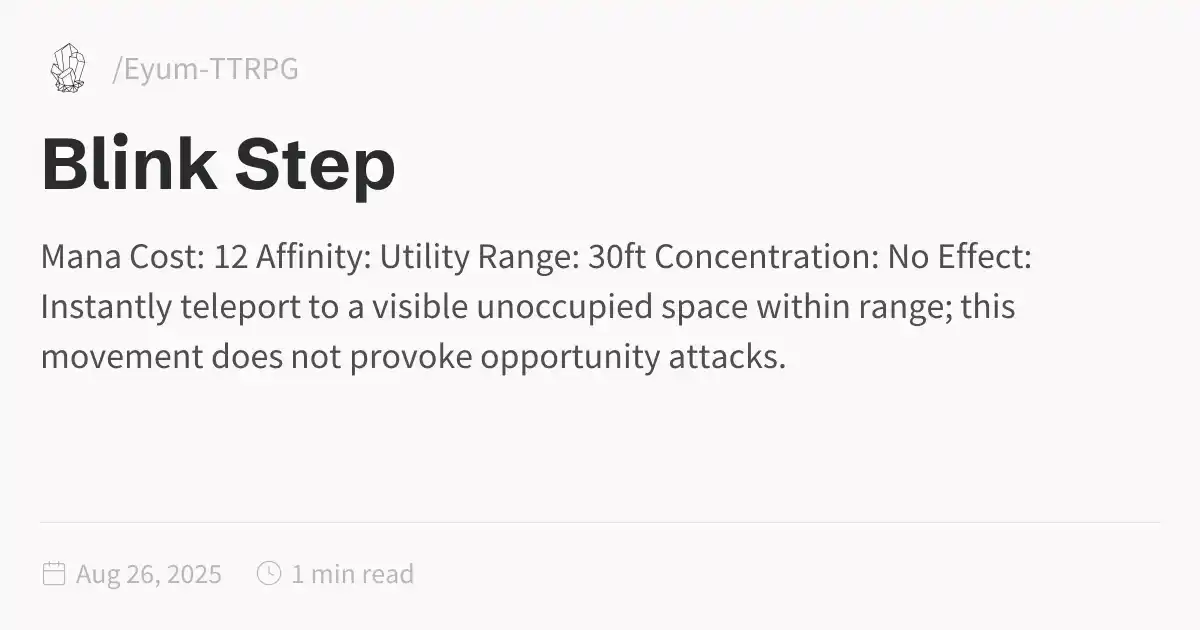 /Eyum-TTRPG
Blink Step
Mana Cost: 12 Affinity: Utility Range: 30ft Concentration: No Effect:
Instantly teleport to a visible unoccupied space within range; this
movement does not provoke opportunity attacks.
Aug 26, 2025 1 min read